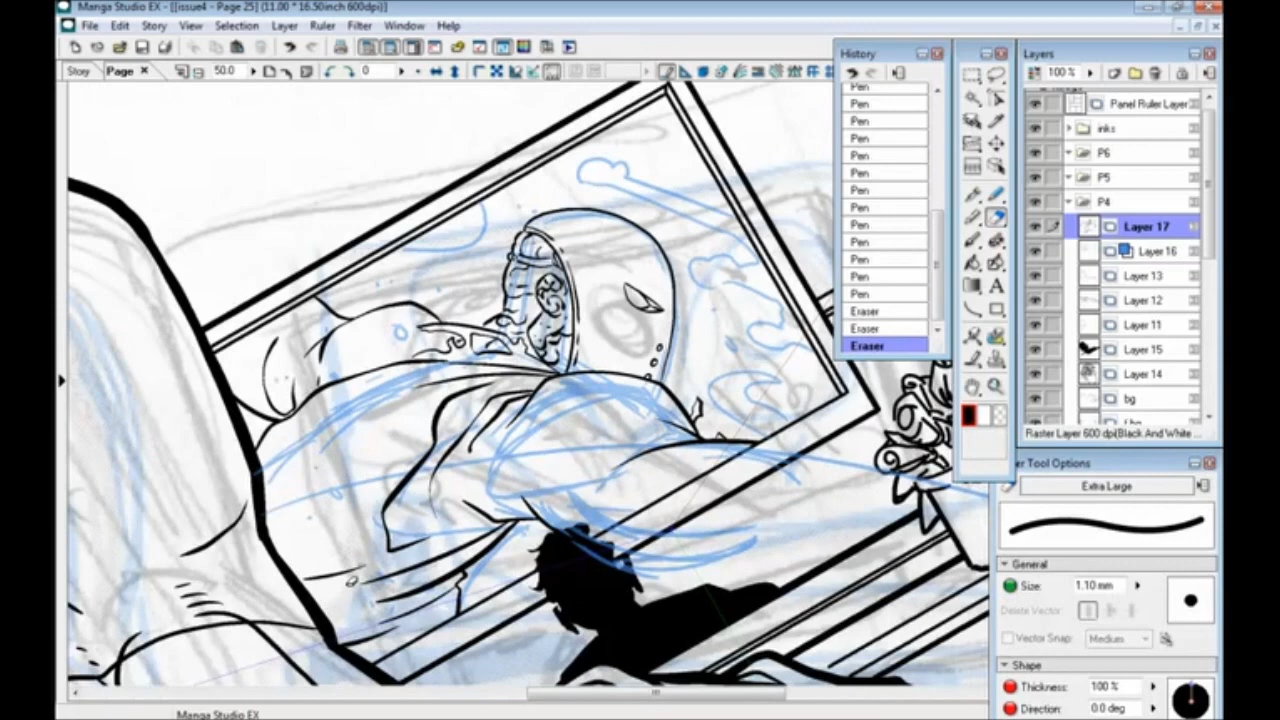 Manga Studio EX - [[issue4 - Page 25] (11.00 * 16.50inch 600dpi)]
File Edit Story View Selection Layer Ruler Filter Window Help
Story Page 50.0 0
History
Pen
Pen
Pen
Pen
Pen
Pen
Pen
Pen
Pen
Pen
Pen
Pen
Pen
Eraser
Eraser
Eraser
Layers
100 %
Panel Ruler Layer
inks
P6
P5
P4
Layer 17
Layer 16
Layer 13
Layer 12
Layer 11
Layer 15
Layer 14
bg
Raster Layer 600 dpi(Black And White ...
er Tool Options
Extra Large
General
Size: 1.10 mm
Delete Vector:
Vector Snap: Medium
Shape
Thickness: 100 %
Direction: 0.0 deg
Manga Studio EX